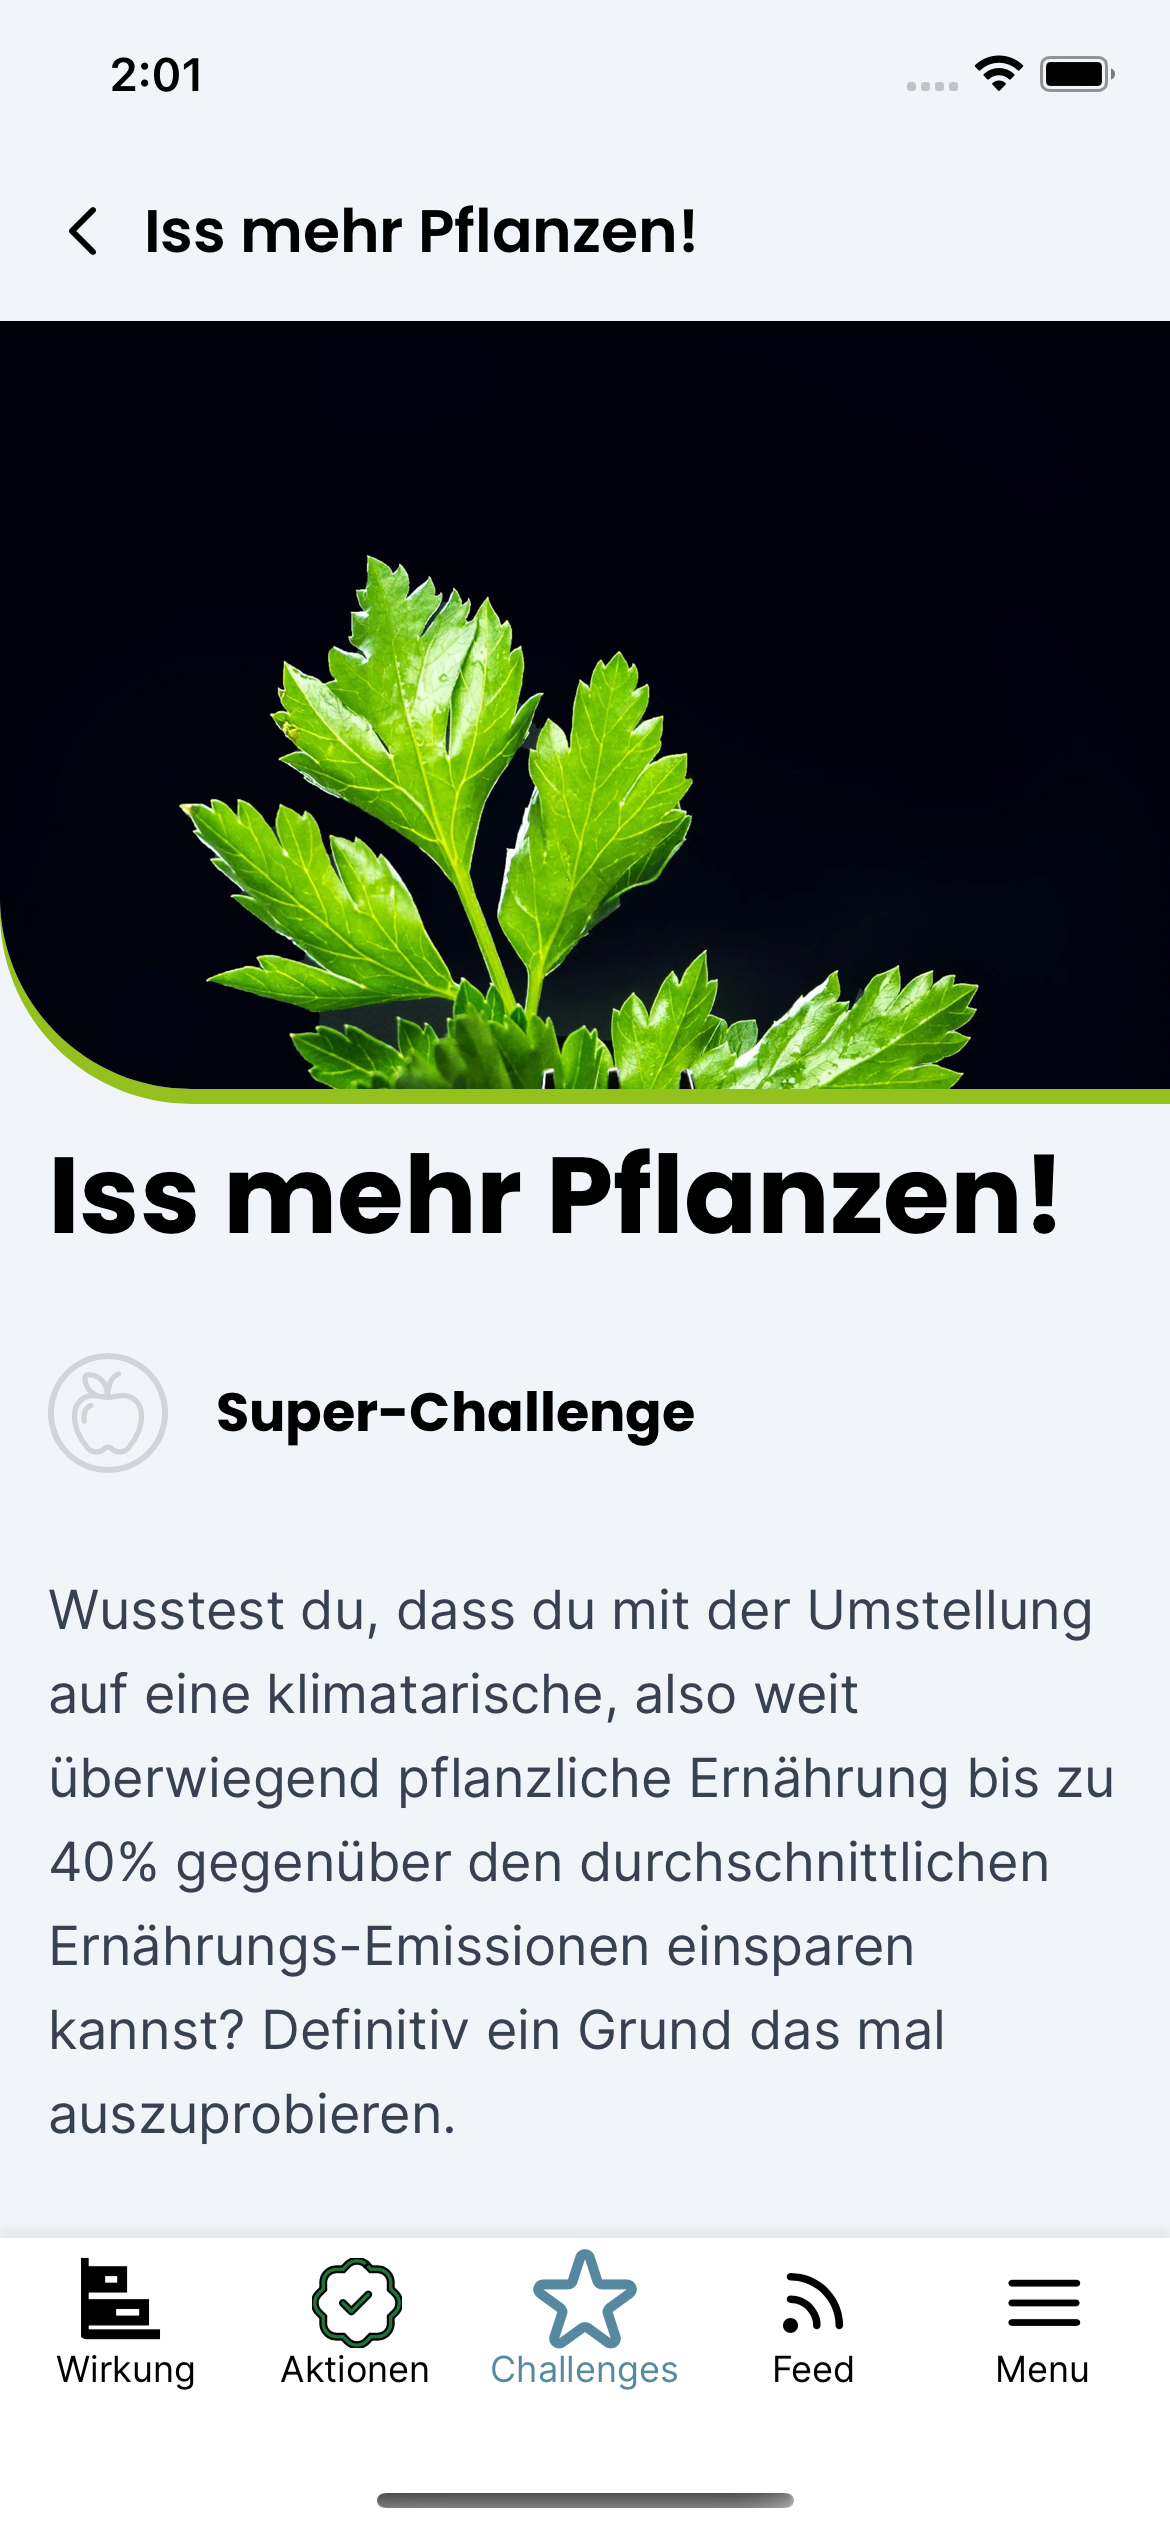 2:01
Iss mehr Pflanzen!
Iss mehr Pflanzen!
Super-Challenge
Wusstest du, dass du mit der Umstellung
auf eine klimatarische, also weit
überwiegend pflanzliche Ernährung bis zu
40% gegenüber den durchschnittlichen
Ernährungs-Emissionen einsparen
kannst? Definitiv ein Grund das mal
auszuprobieren.
Wirkung Aktionen Challenges Feed Menu